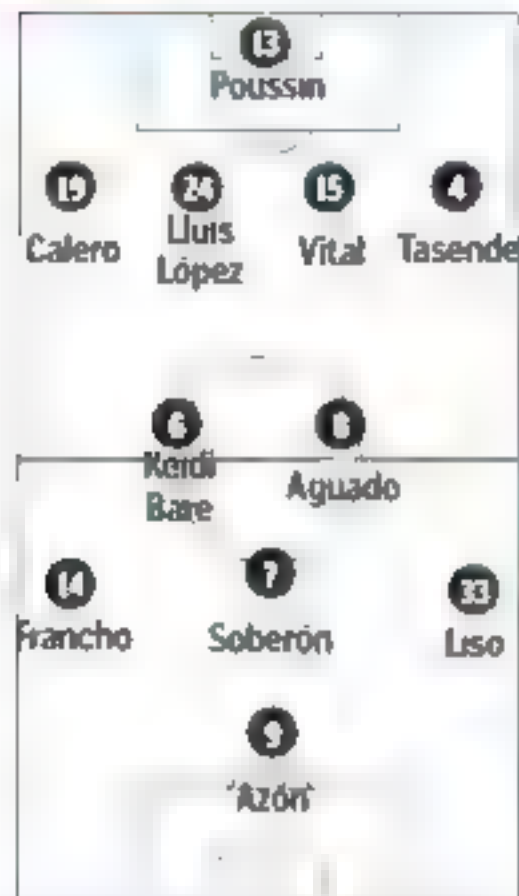 13
Poussin
19
24
15
4
Calero
Lluis
López
Vital
Tasende
6
8
Keidi
Bare
Aguado
14
7
33
Francho
Soberón
Liso
9
Azón